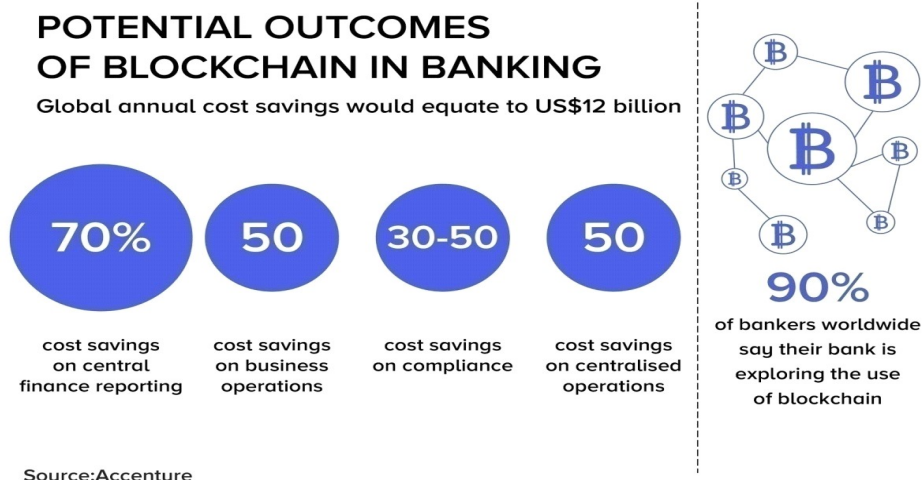 POTENTIAL OUTCOMES
OF BLOCKCHAIN IN BANKING
Global annual cost savings would equate to US$12 billion
70%
cost savings
on central
finance reporting
50
cost savings
on business
operations
30-50
cost savings
on compliance
50
cost savings
on centralised
operations
90%
of bankers worldwide
say their bank is
exploring the use
of blockchain
Source:Accenture